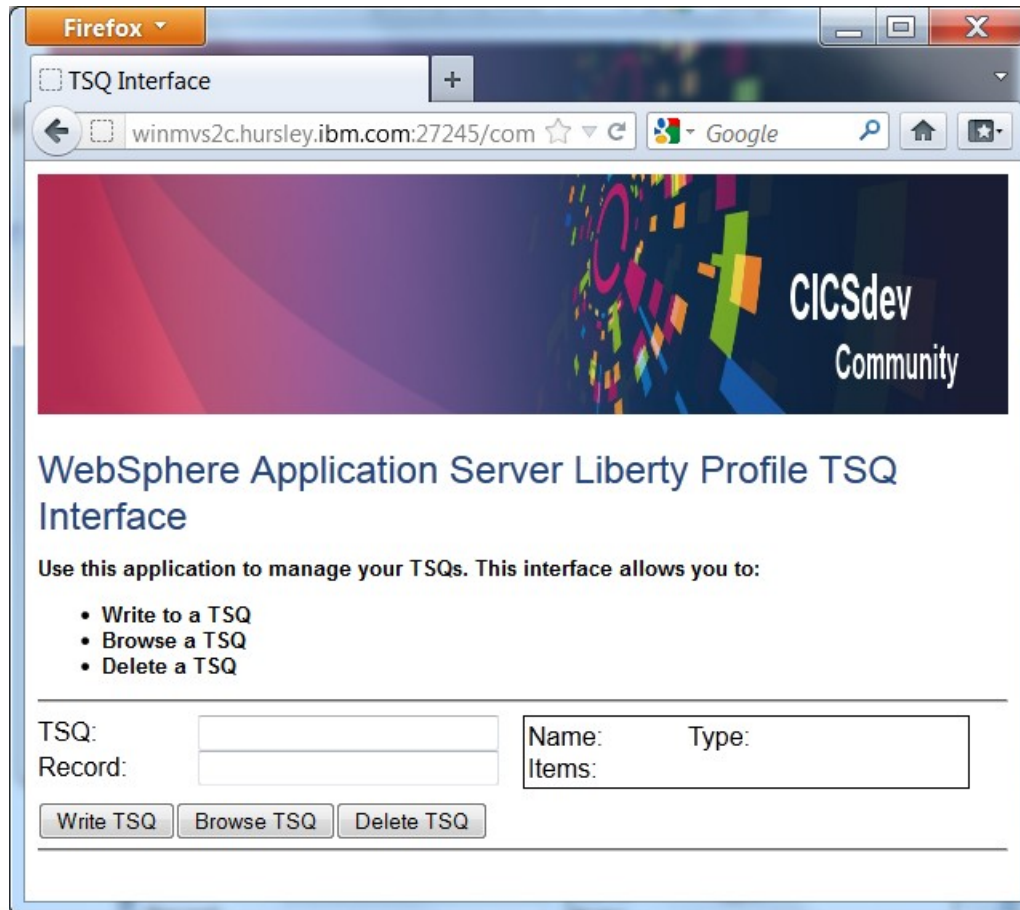 Firefox
TSQ Interface
winmvs2c.hursley.ibm.com:27245/com
Google
CICSdev
Community
WebSphere Application Server Liberty Profile TSQ
Interface
Use this application to manage your TSQs. This interface allows you to:
• Write to a TSQ
• Browse a TSQ
• Delete a TSQ
TSQ:
Record:
Name: Type:
Items:
Write TSQ Browse TSQ Delete TSQ